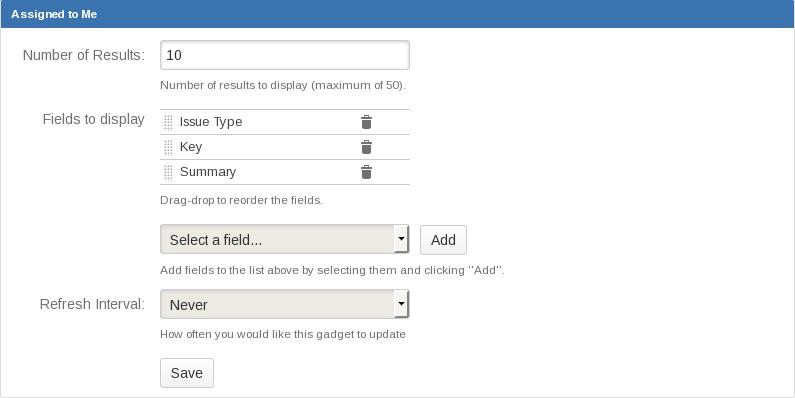 Assigned to Me
Number of Results:
10
Number of results to display (maximum of 50).
Fields to display
Issue Type
Key
Summary
Drag-drop to reorder the fields.
Select a field...
Add
Add fields to the list above by selecting them and clicking "Add".
Refresh Interval:
Never
How often you would like this gadget to update
Save